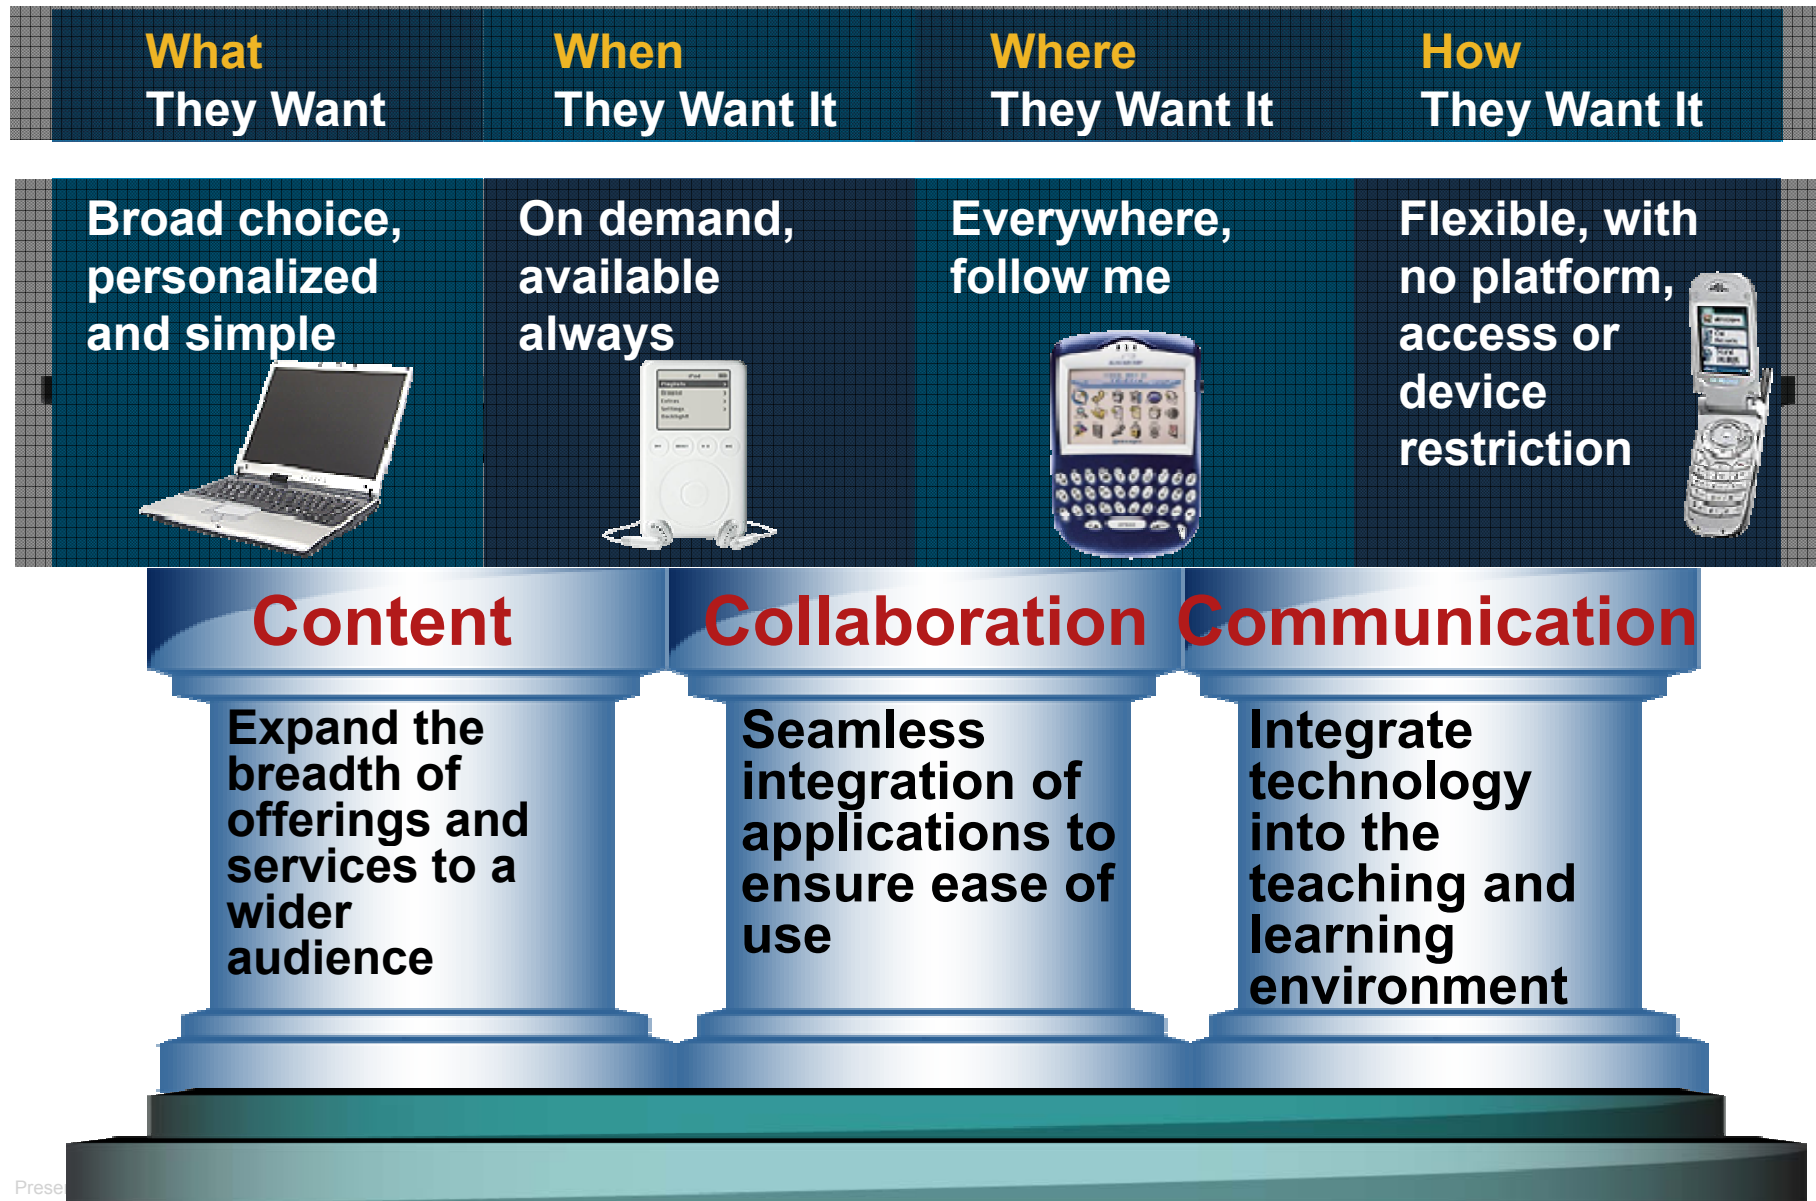 What
They Want
When
They Want It
Where
They Want It
How
They Want It
Broad choice,
personalized
and simple
On demand,
available
always
Everywhere,
follow me
Flexible, with
no platform,
access or
device
restriction
Content
Expand the
breadth of
offerings and
services to a
wider
audience
Collaboration
Seamless
integration of
applications to
ensure ease of
use
Communication
Integrate
technology
into the
teaching and
learning
environment